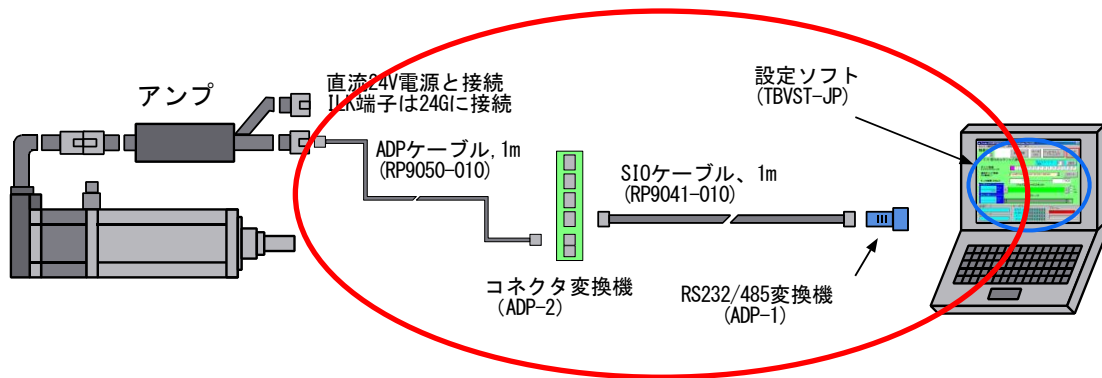 アンプ
直流24V電源と接続
ILK端子は24Gに接続
ADPケーブル,1m
(RP9050-010)
コネクタ変換機
(ADP-2)
SIOケーブル、1m
(RP9041-010)
RS232/485変換機
(ADP-1)
設定ソフト
(TBVST-JP)